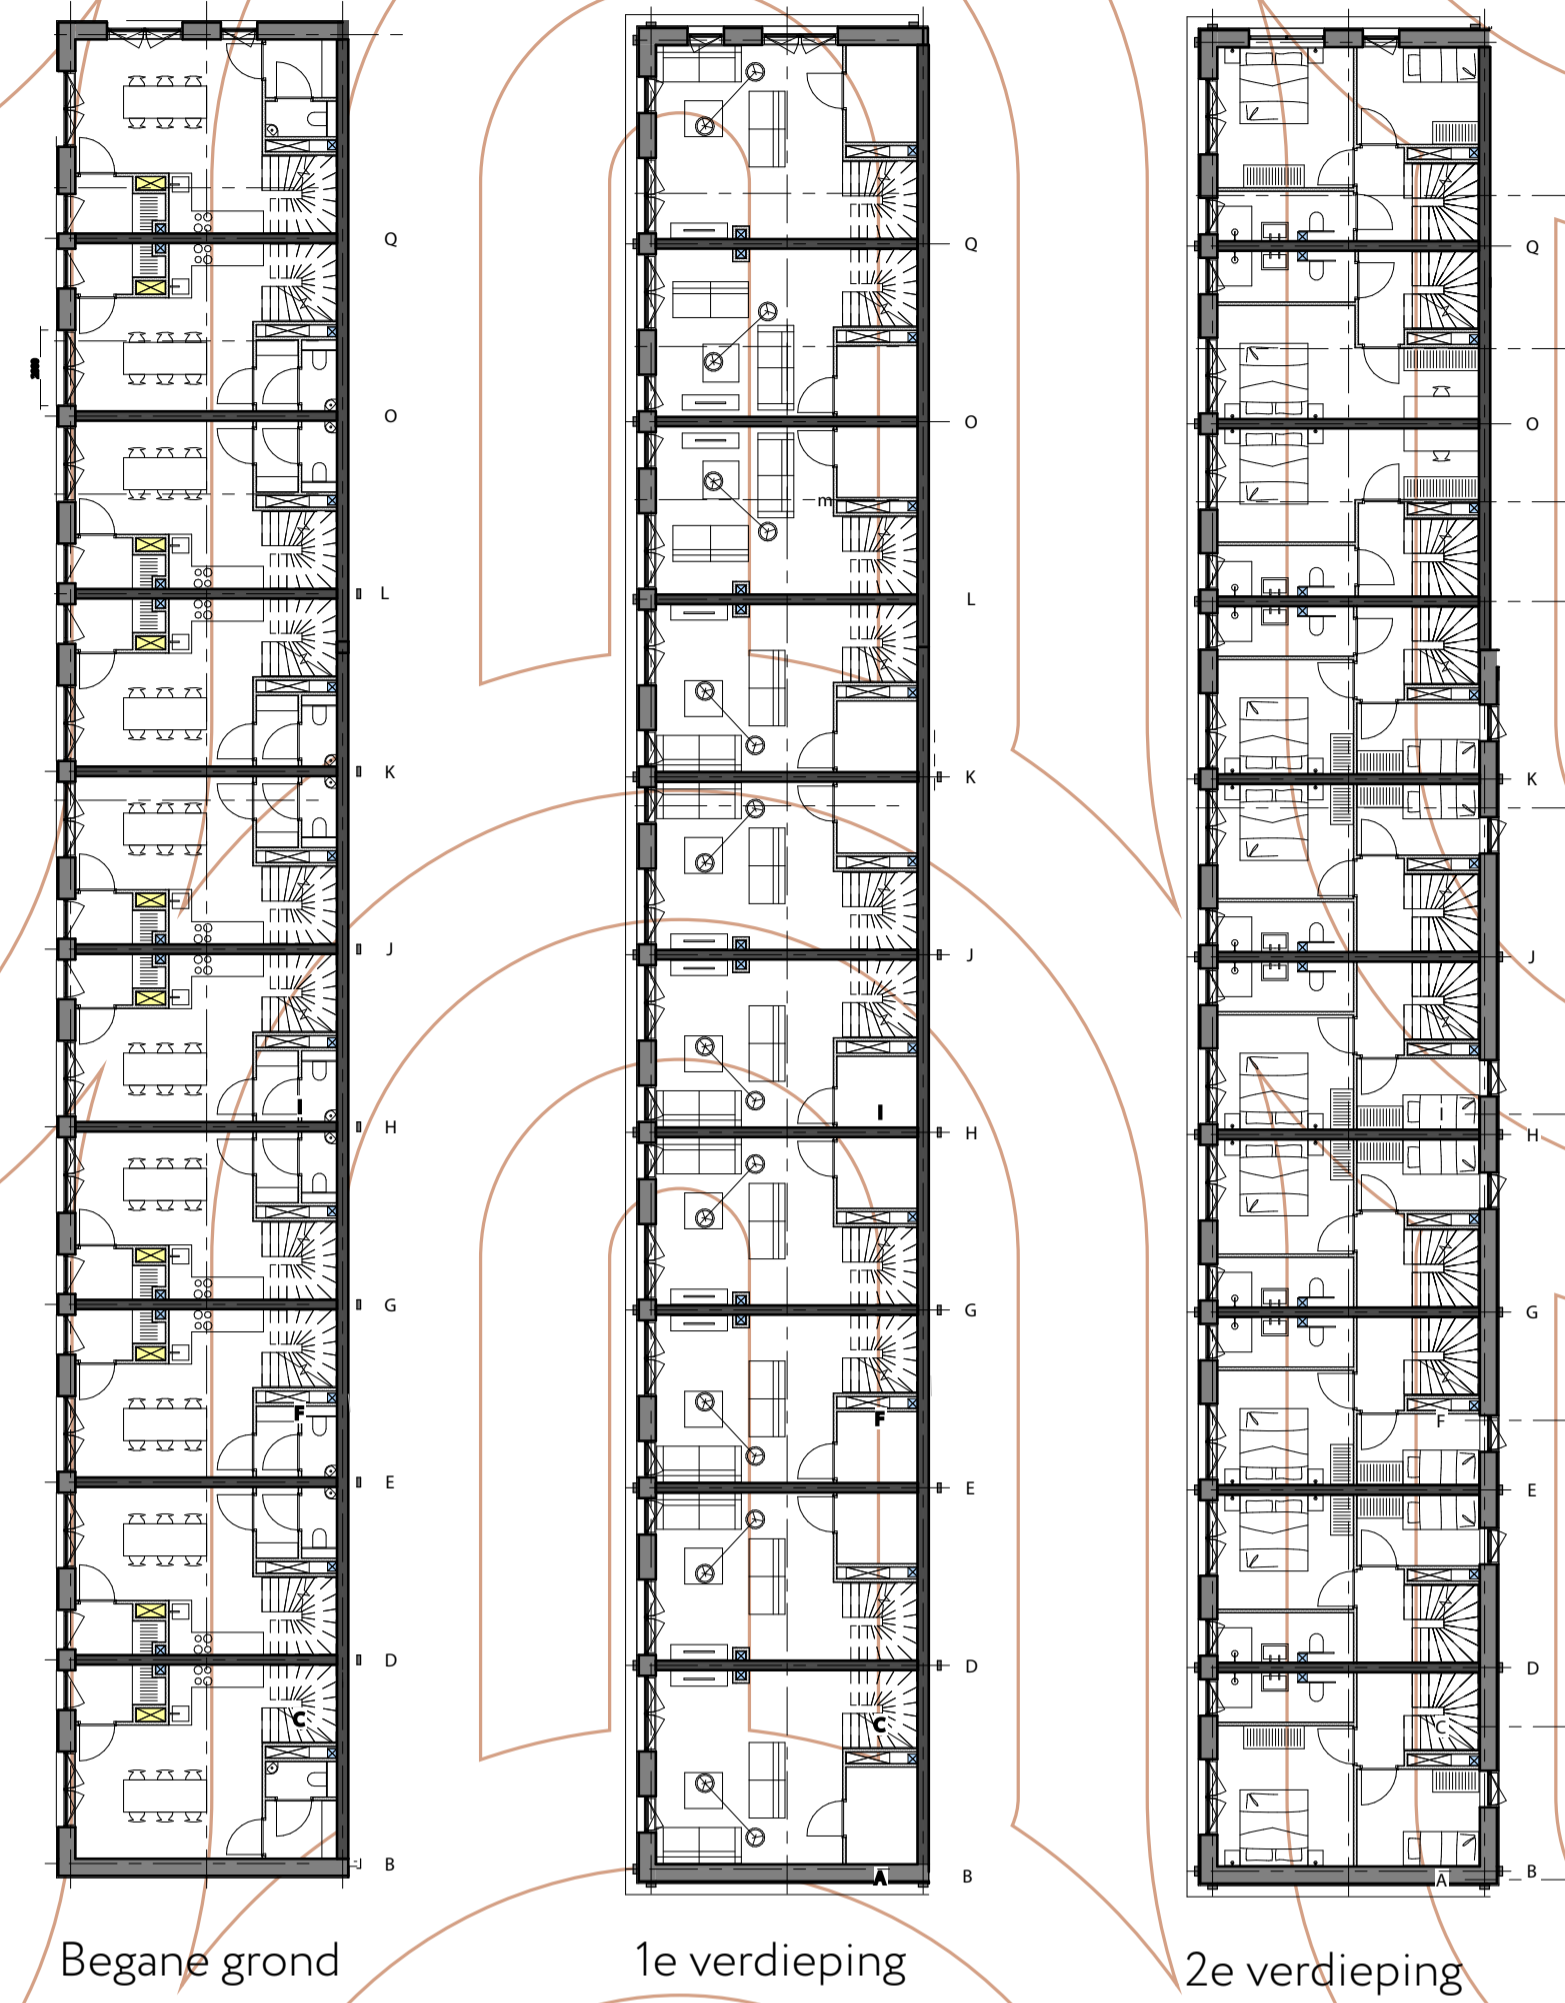 Q Q Q
O O O
m
L L
K K K
J J J
I I I
H H H
G G G
F F F
E E E
D D D
C C C
B A B A B
Begane grond 1e verdieping 2e verdieping